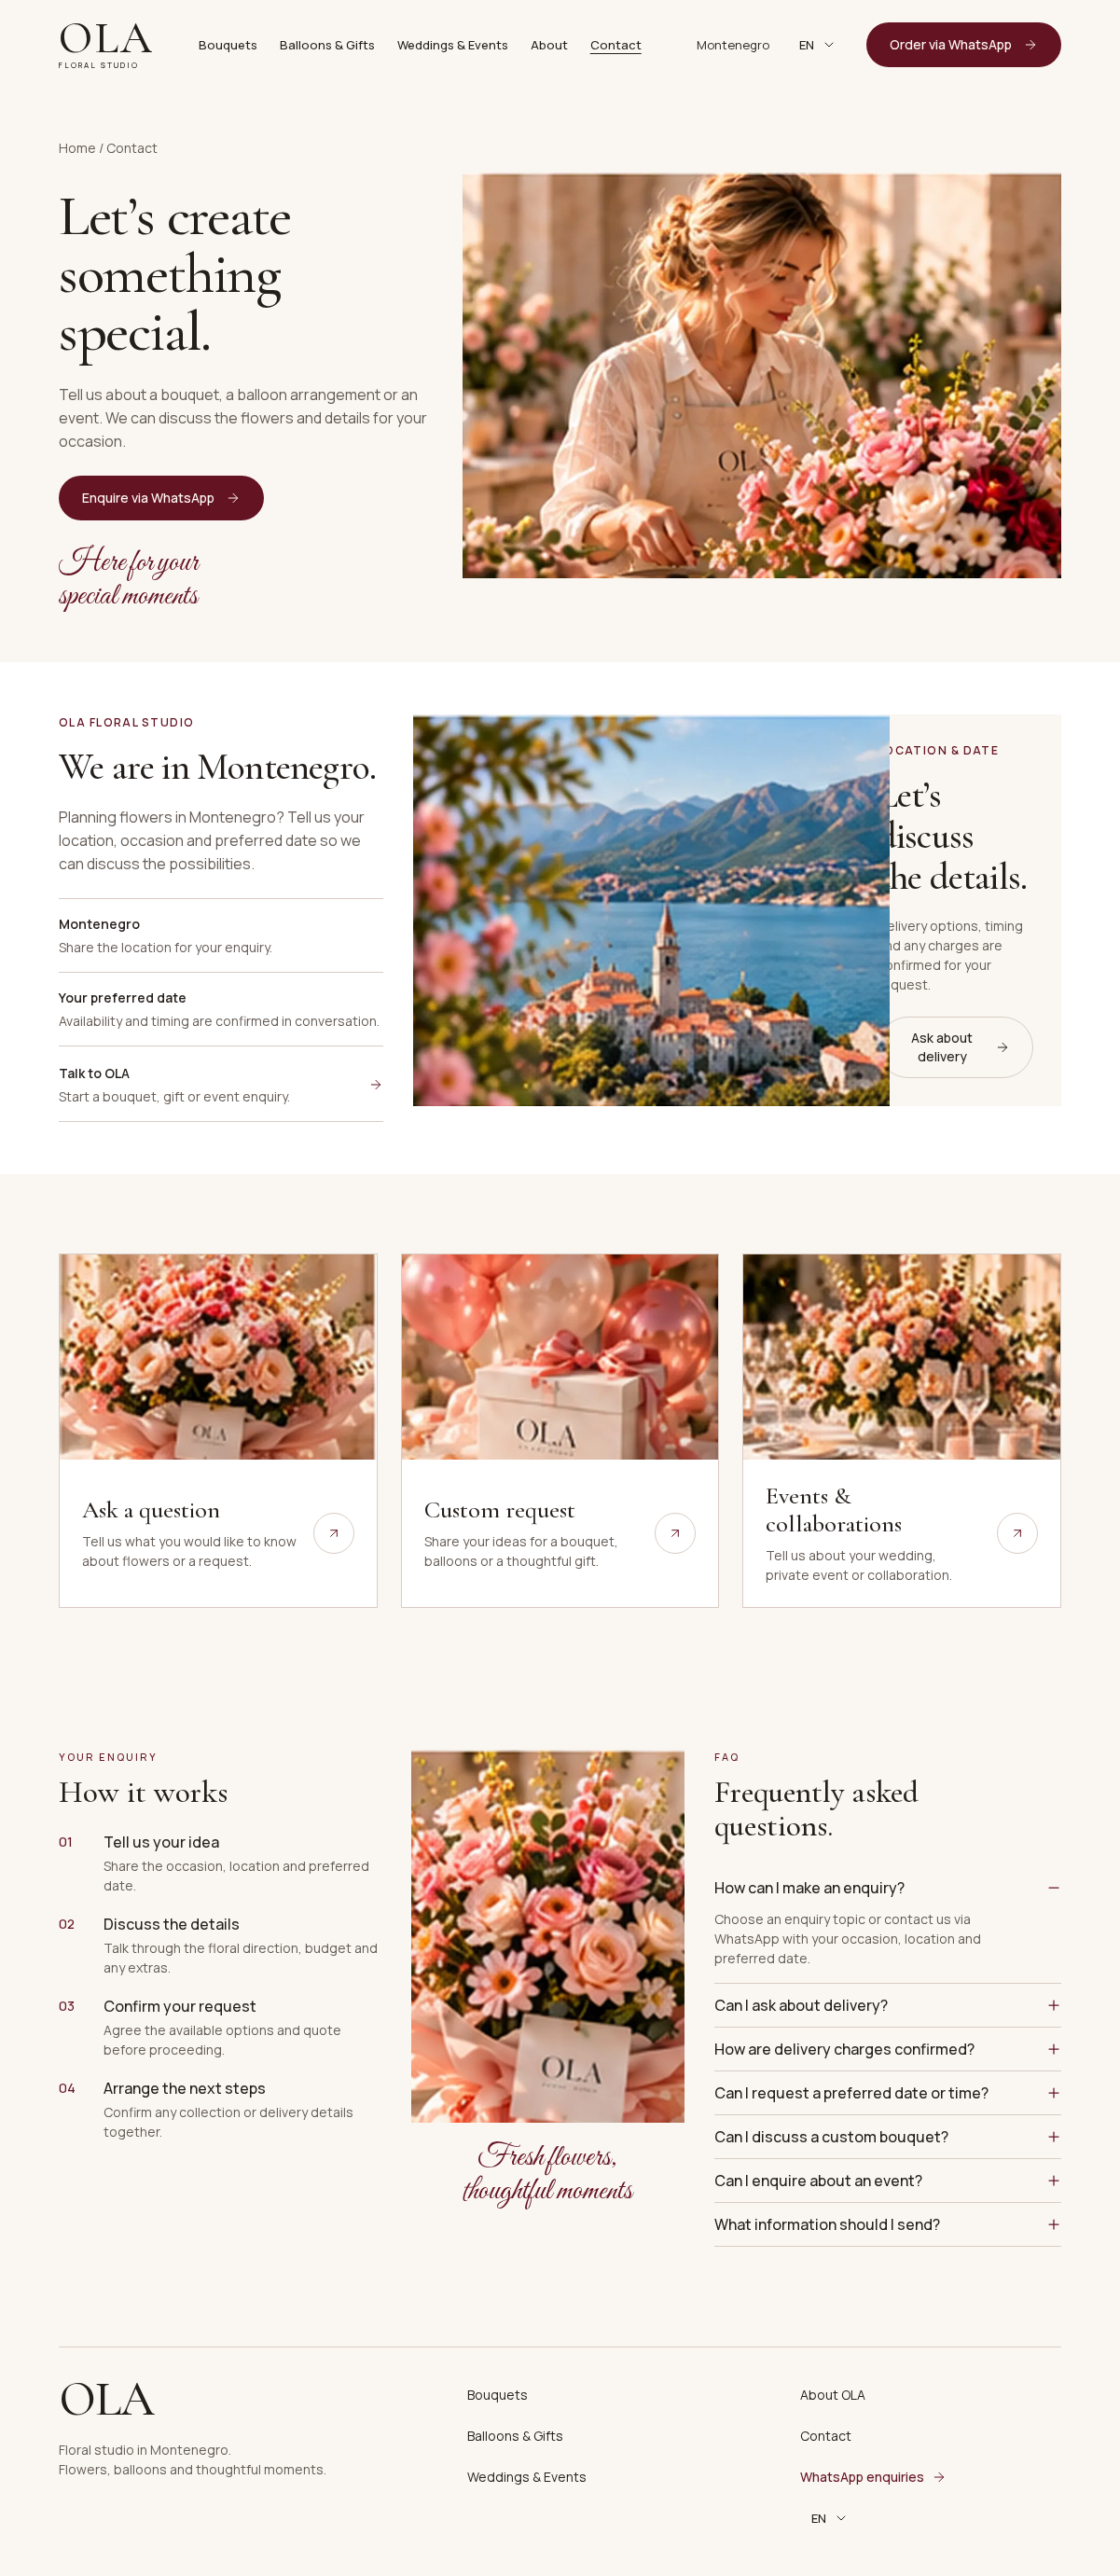 OLA
FLORAL STUDIO
Bouquets
Balloons & Gifts
Weddings & Events
About
Contact
Montenegro
EN
Order via WhatsApp
Home / Contact
Let’s create
something
special.
Tell us about a bouquet, a balloon arrangement or an
event. We can discuss the flowers and details for your
occasion.
Enquire via WhatsApp
Here for your
special moments
OLA FLORAL STUDIO
We are in Montenegro.
Planning flowers in Montenegro? Tell us your
location, occasion and preferred date so we
can discuss the possibilities.
Montenegro
Share the location for your enquiry.
Your preferred date
Availability and timing are confirmed in conversation.
Talk to OLA
Start a bouquet, gift or event enquiry.
OCATION & DATE
Let’s
discuss
the details.
elivery options, timing
nd any charges are
onfirmed for your
quest.
Ask about
delivery
OLA
Ask a question
Tell us what you would like to know
about flowers or a request.
OLA
Custom request
Share your ideas for a bouquet,
balloons or a thoughtful gift.
Events &
collaborations
Tell us about your wedding,
private event or collaboration.
YOUR ENQUIRY
How it works
01
Tell us your idea
Share the occasion, location and preferred
date.
02
Discuss the details
Talk through the floral direction, budget and
any extras.
03
Confirm your request
Agree the available options and quote
before proceeding.
04
Arrange the next steps
Confirm any collection or delivery details
together.
OLA
Fresh flowers,
thoughtful moments
FAQ
Frequently asked
questions.
How can I make an enquiry?
Choose an enquiry topic or contact us via
WhatsApp with your occasion, location and
preferred date.
Can I ask about delivery?
How are delivery charges confirmed?
Can I request a preferred date or time?
Can I discuss a custom bouquet?
Can I enquire about an event?
What information should I send?
OLA
Floral studio in Montenegro.
Flowers, balloons and thoughtful moments.
Bouquets
Balloons & Gifts
Weddings & Events
About OLA
Contact
WhatsApp enquiries
EN